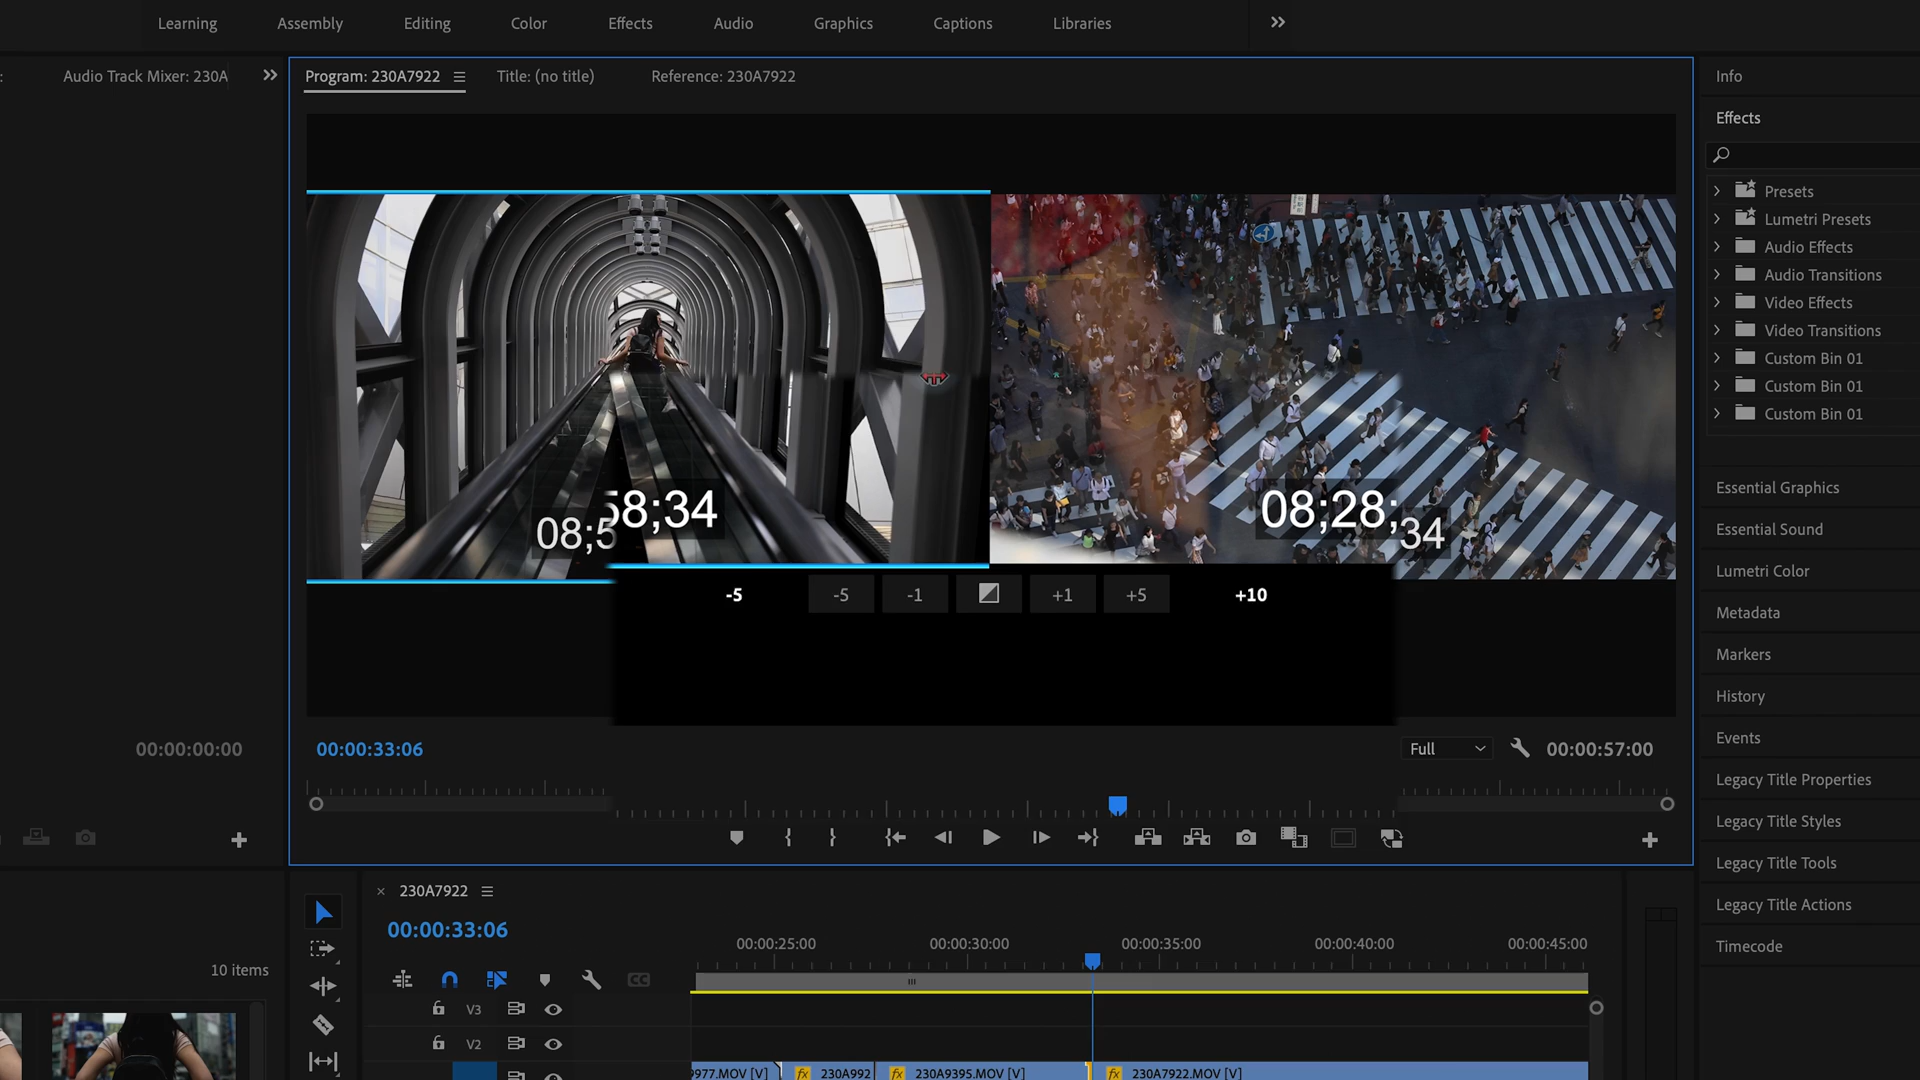 Learning Assembly Editing Color Effects Audio Graphics Captions Libraries
: Audio Track Mixer: 230A Program: 230A7922 Title: (no title) Reference: 230A7922
08;5 58;34
08;28; 34
-5 -5 -1 +1 +5 +10
00:00:00:00 00:00:33:06 Full 00:00:57:00
230A7922
00:00:33:06
00:00:25:00 00:00:30:00 00:00:35:00 00:00:40:00 00:00:45:00
10 items
CC
V3
V2
9977.MOV [V] fx 230A992 fx 230A9395.MOV [V] fx 230A7922.MOV [V]
Info
Effects
Presets
Lumetri Presets
Audio Effects
Audio Transitions
Video Effects
Video Transitions
Custom Bin 01
Custom Bin 01
Custom Bin 01
Essential Graphics
Essential Sound
Lumetri Color
Metadata
Markers
History
Events
Legacy Title Properties
Legacy Title Styles
Legacy Title Tools
Legacy Title Actions
Timecode